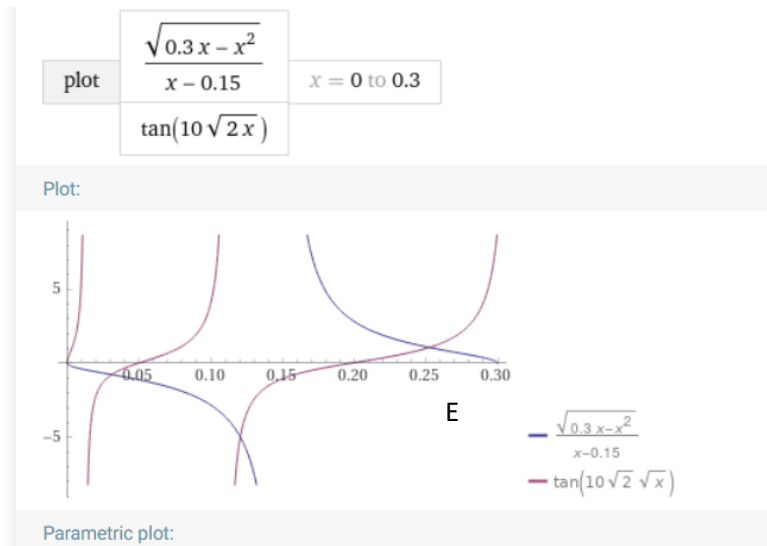 √0.3 x – x²
plot
x – 0.15
x = 0 to 0.3
tan(10 √2 x )
Plot:
5
0.05
0.10
0.15
0.20
0.25
0.30
E
−5
√0.3 x−x²
x−0.15
tan(10 √2 √x )
Parametric plot: